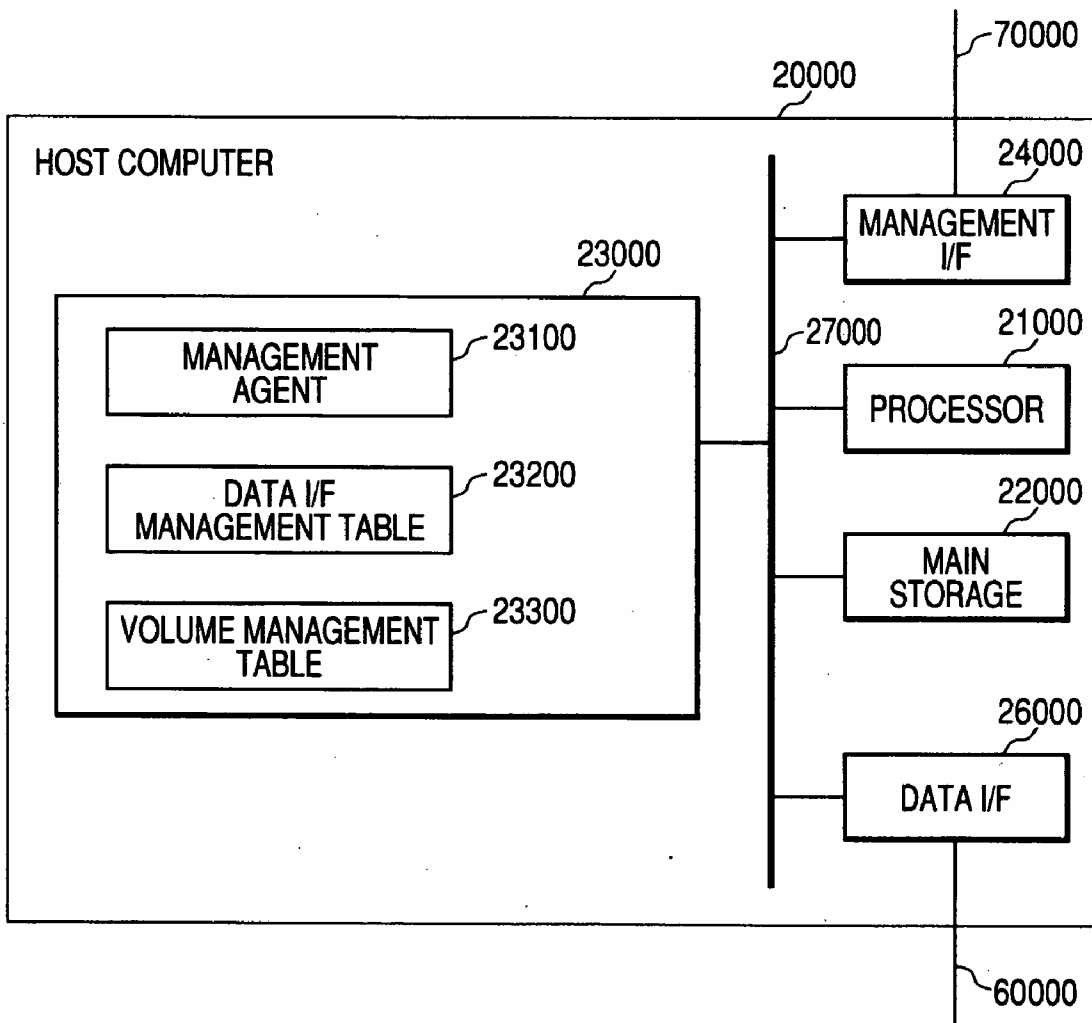 70000
20000
HOST COMPUTER
24000
MANAGEMENT
I/F
23000
27000
21000
23100
MANAGEMENT
AGENT
PROCESSOR
23200
DATA I/F
MANAGEMENT TABLE
22000
MAIN
STORAGE
23300
VOLUME MANAGEMENT
TABLE
26000
DATA I/F
60000